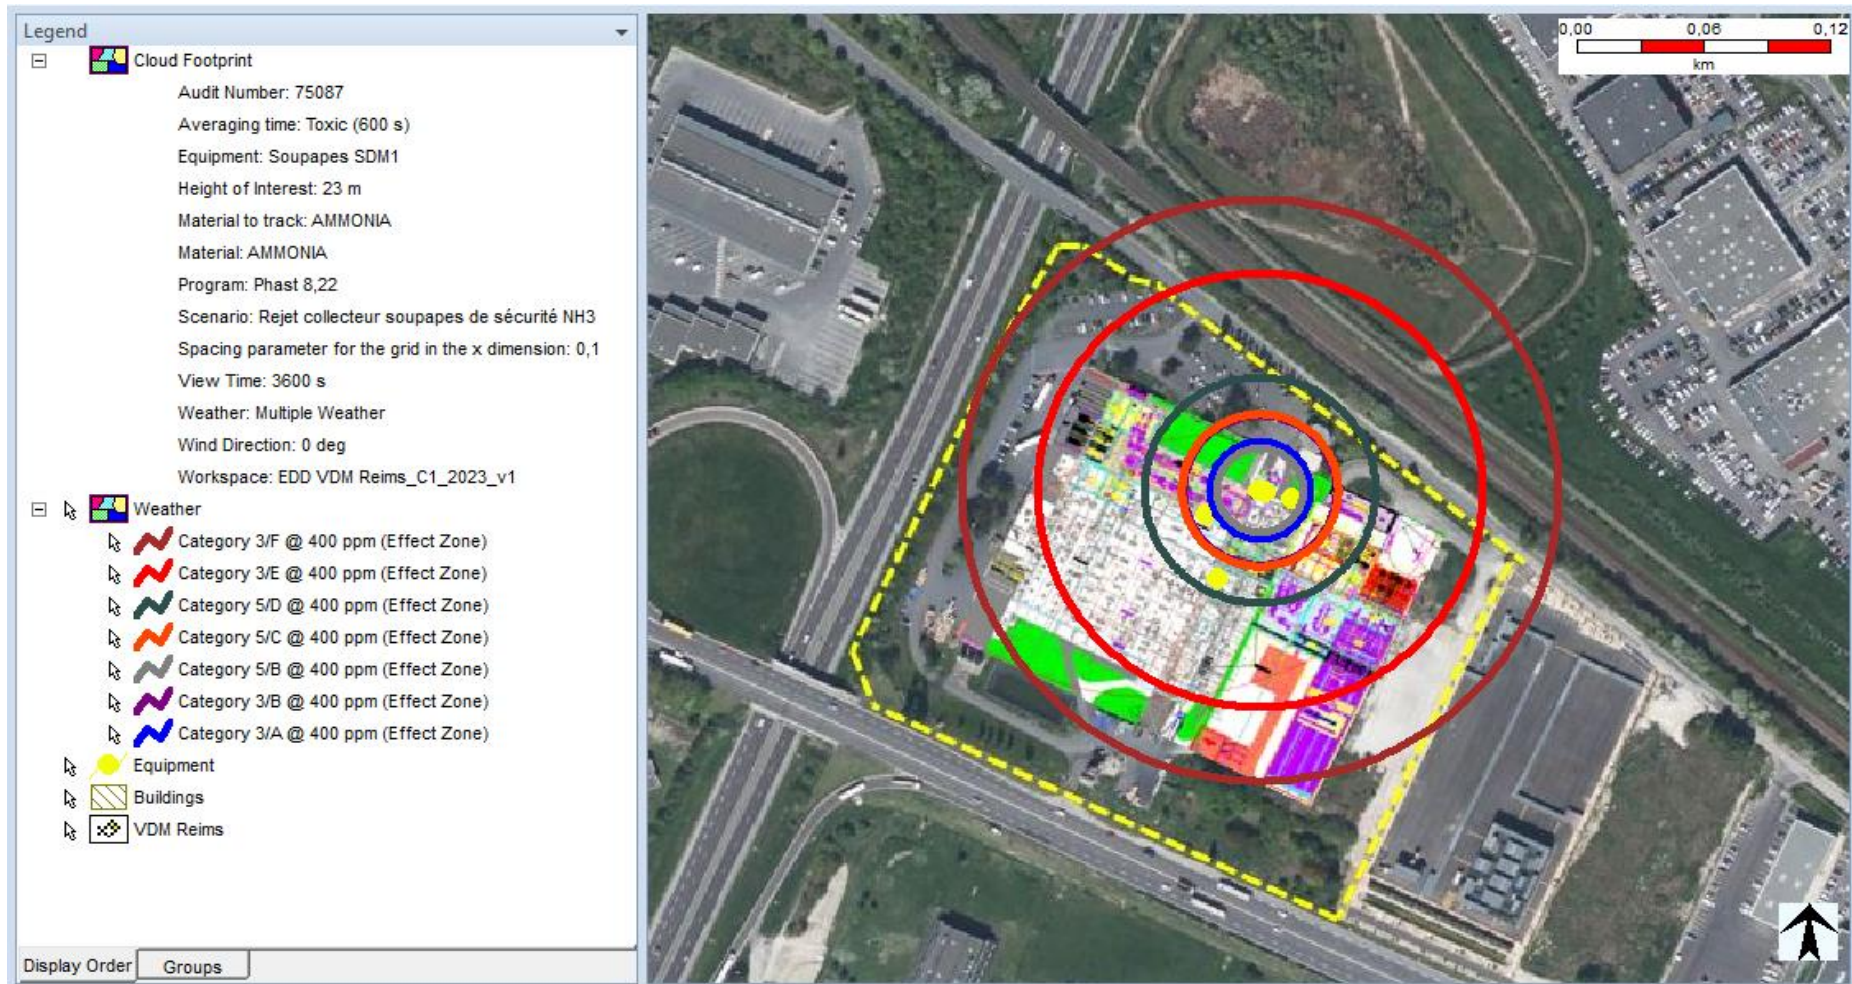 Legend
Cloud Footprint
Audit Number: 75087
Averaging time: Toxic (600 s)
Equipment: Soupapes SDM1
Height of Interest: 23 m
Material to track: AMMONIA
Material: AMMONIA
Program: Phast 8,22
Scenario: Rejet collecteur soupapes de sécurité NH3
Spacing parameter for the grid in the x dimension: 0,1
View Time: 3600 s
Weather: Multiple Weather
Wind Direction: 0 deg
Workspace: EDD VDM Reims_C1_2023_v1
Weather
Category 3/F @ 400 ppm (Effect Zone)
Category 3/E @ 400 ppm (Effect Zone)
Category 5/D @ 400 ppm (Effect Zone)
Category 5/C @ 400 ppm (Effect Zone)
Category 5/B @ 400 ppm (Effect Zone)
Category 3/B @ 400 ppm (Effect Zone)
Category 3/A @ 400 ppm (Effect Zone)
Equipment
Buildings
VDM Reims
Display Order Groups
0,00 0,06 0,12
km